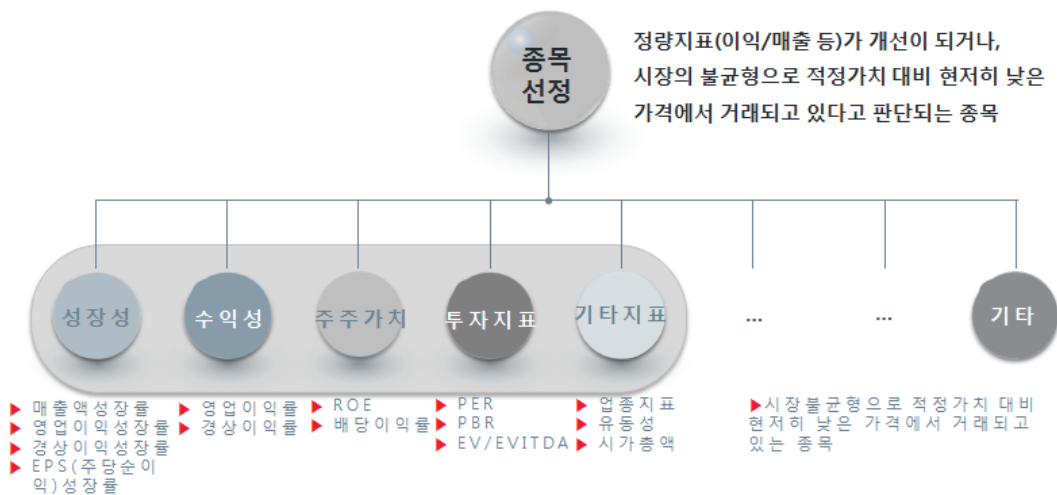 종목
선정
정량지표(이익/매출 등)가 개선이 되거나,
시장의 불균형으로 적정가치 대비 현저히 낮은
가격에서 거래되고 있다고 판단되는 종목
성장성
수익성
주주가치
투자지표
기타지표
...
...
기타
▶ 매출액성장률
▶ 영업이익성장률
▶ 경상이익성장률
▶ EPS(주당순이
익)성장률
▶ 영업이익률
▶ 경상이익률
▶ ROE
▶ 배당이익률
▶ PER
▶ PBR
▶ EV/EVITDA
▶ 업종지표
▶ 유동성
▶ 시가총액
▶시장불균형으로 적정가치 대비
현저히 낮은 가격에서 거래되고
있는 종목